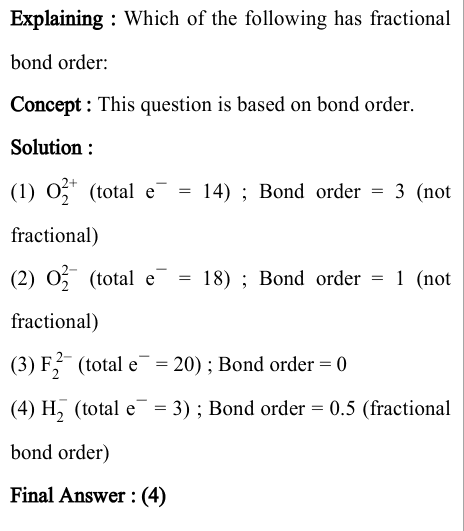 Explaining : Which of the following has fractional
bond order:
Concept : This question is based on bond order.
Solution :
(1) O₂²⁺ (total e⁻ = 14) ; Bond order = 3 (not
fractional)
(2) O₂²⁻ (total e⁻ = 18) ; Bond order = 1 (not
fractional)
(3) F₂²⁻ (total e⁻ = 20) ; Bond order = 0
(4) H₂⁻ (total e⁻ = 3) ; Bond order = 0.5 (fractional
bond order)
Final Answer : (4)